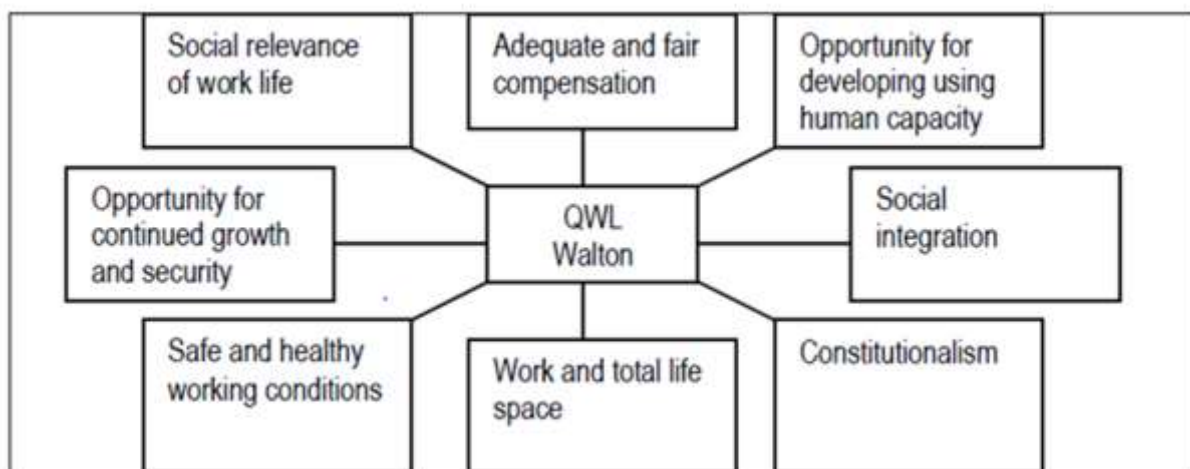 Social relevance
of work life
Adequate and fair
compensation
Opportunity for
developing using
human capacity
Opportunity for
continued growth
and security
QWL
Walton
Social
integration
Safe and healthy
working conditions
Work and total life
space
Constitutionalism